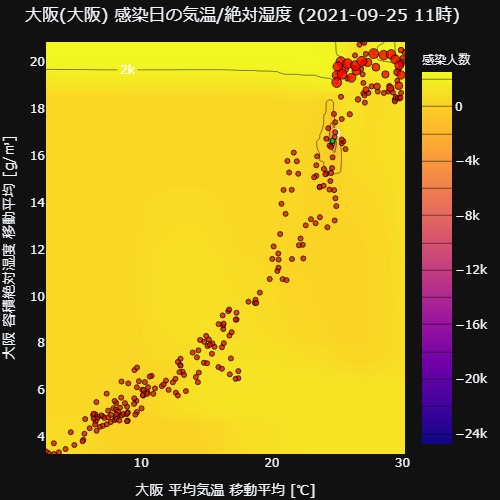 大阪(大阪) 感染日の気温/絶対湿度 (2021-09-25 11時)
感染人数
大阪 容積絶対湿度 移動平均 [g/㎥]
20
18
16
14
12
10
8
6
4
2k
0
−4k
−8k
−12k
−16k
−20k
−24k
10
20
30
大阪 平均気温 移動平均 [℃]